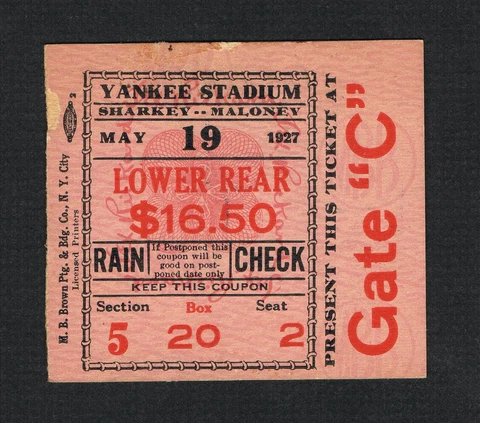 YANKEE STADIUM
SHARKEY -- MALONEY
MAY 19 1927
LOWER REAR
$16.50
RAIN
If Postponed this
coupon will be
good on post-
poned date only
CHECK
KEEP THIS COUPON
Section Box Seat
5 20 2
PRESENT THIS TICKET AT
Gate "C"
M. B. Brown Ptg. & Bdg. Co., N. Y. City
Licensed Printers
2